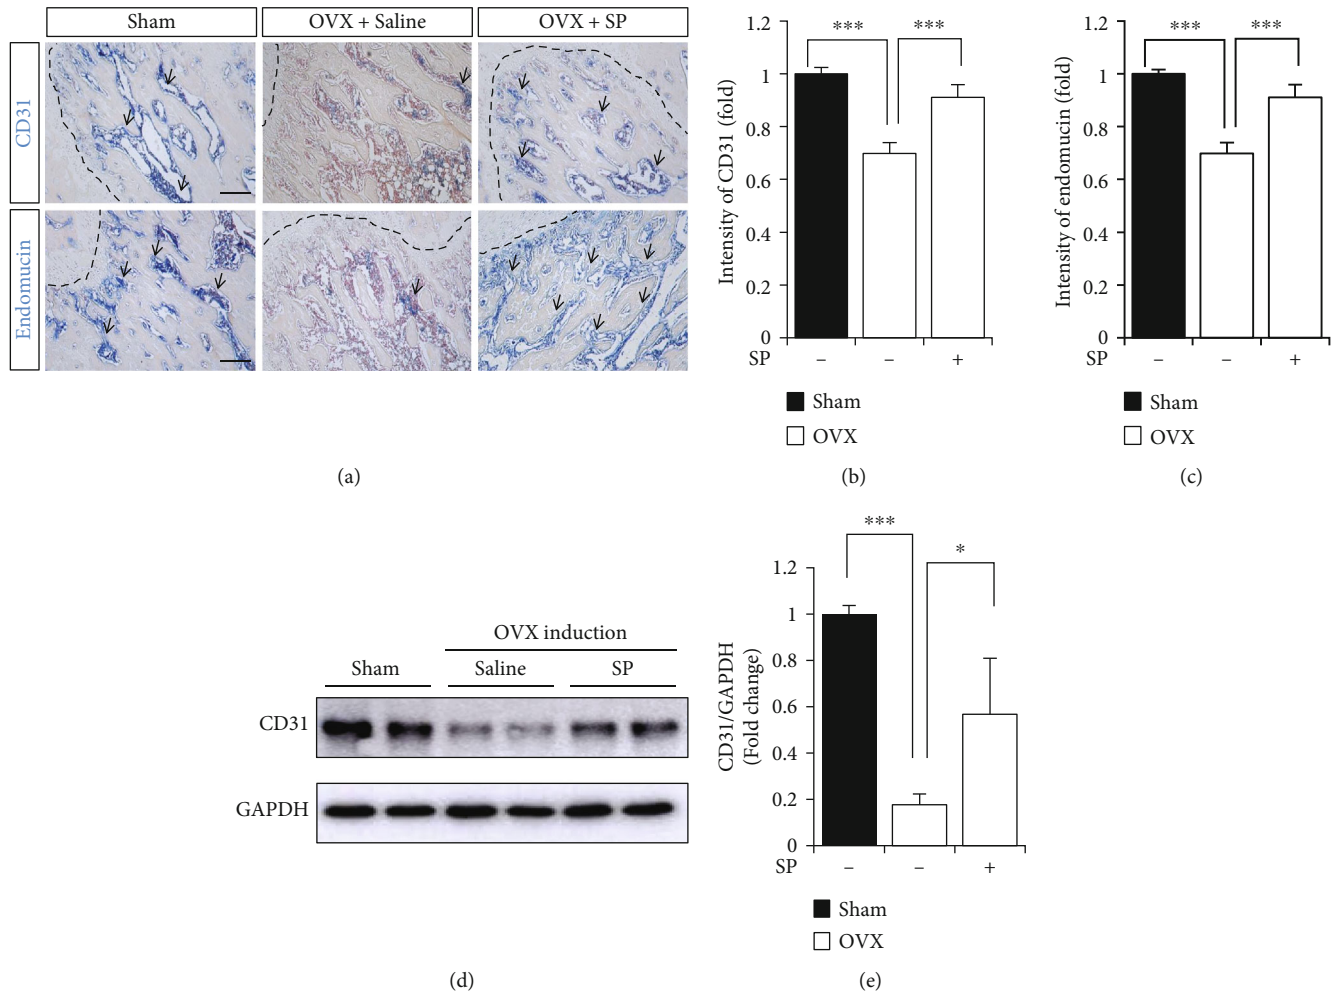 Sham
OVX + Saline
OVX + SP
CD31
Endomucin
(a)
Intensity of CD31 (fold)
1.2
1
0.8
0.6
0.4
0.2
0
***
***
SP
–
–
+
Sham
OVX
(b)
Intensity of endomucin (fold)
1.2
1
0.8
0.6
0.4
0.2
0
***
***
SP
–
–
+
Sham
OVX
(c)
OVX induction
Sham
Saline
SP
CD31
GAPDH
(d)
CD31/GAPDH
(Fold change)
1.2
1
0.8
0.6
0.4
0.2
0
***
*
SP
–
–
+
Sham
OVX
(e)